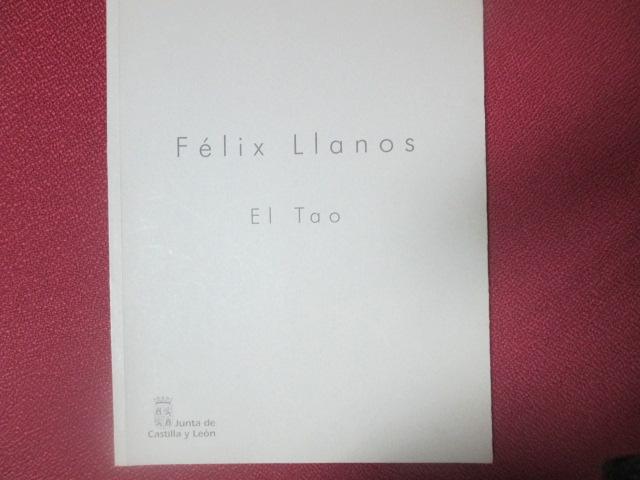 Félix Llanos
El Tao
Junta de
Castilla y León